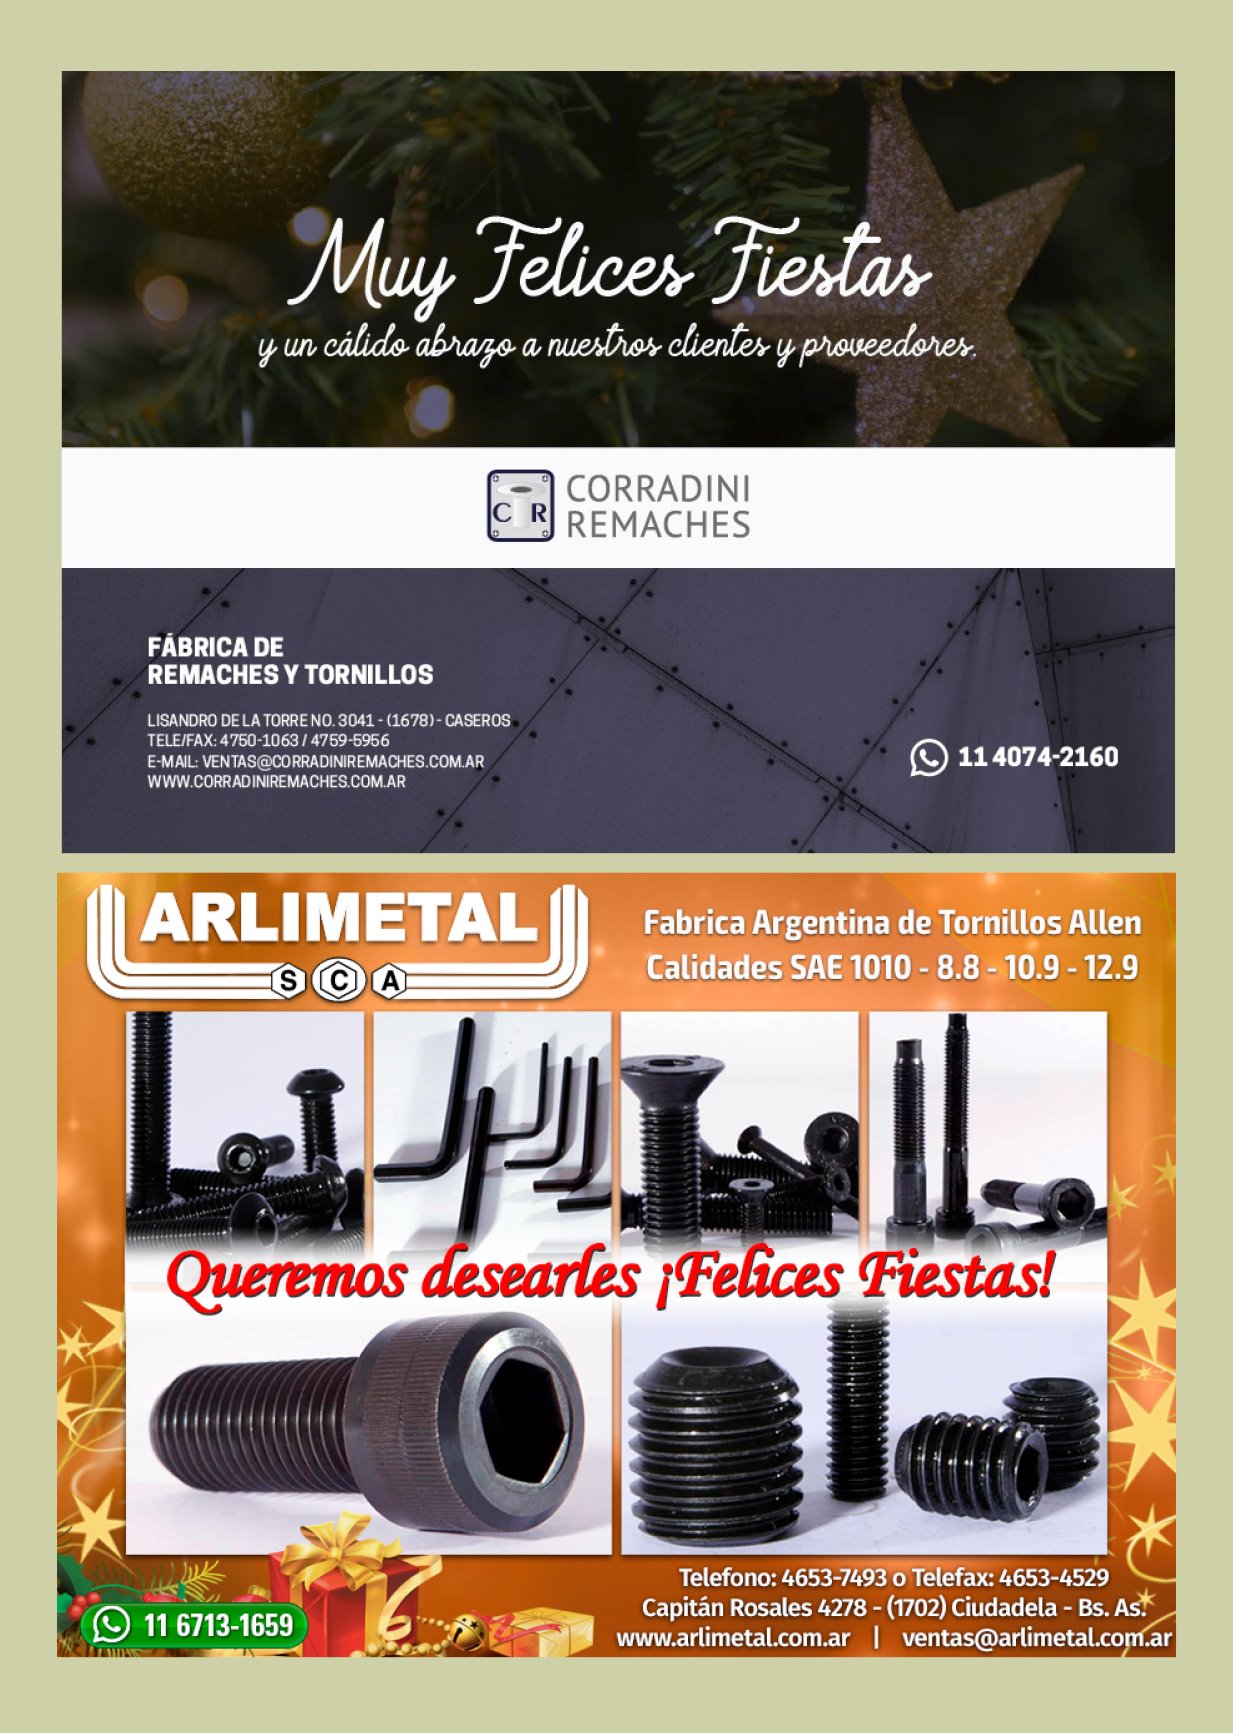 Muy Felices Fiestas
y un cálido abrazo a nuestros clientes y proveedores.
C R
CORRADINI
REMACHES
FÁBRICA DE
REMACHES Y TORNILLOS
LISANDRO DE LA TORRE NO. 3041 - (1678) - CASEROS
TELE/FAX: 4750-1063 / 4759-5956
E-MAIL: VENTAS@CORRADINIREMACHES.COM.AR
WWW.CORRADINIREMACHES.COM.AR
11 4074-2160
ARLIMETAL
S C A
Fabrica Argentina de Tornillos Allen
Calidades SAE 1010 - 8.8 - 10.9 - 12.9
Queremos desearles ¡Felices Fiestas!
11 6713-1659
Telefono: 4653-7493 o Telefax: 4653-4529
Capitán Rosales 4278 - (1702) Ciudadela - Bs. As.
www.arlimetal.com.ar | ventas@arlimetal.com.ar